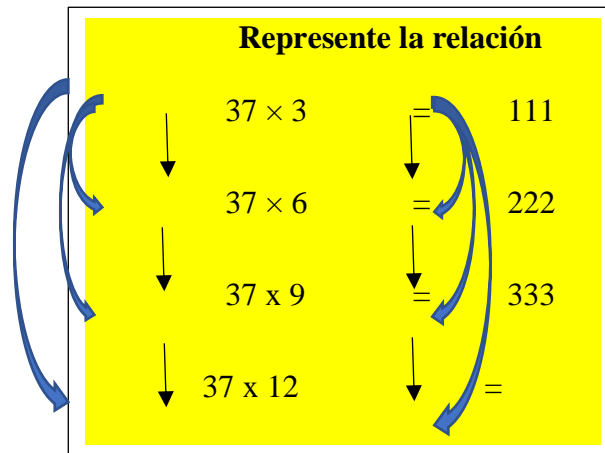 Represente la relación
37 × 3 = 111
37 × 6 = 222
37 x 9 = 333
37 x 12 =